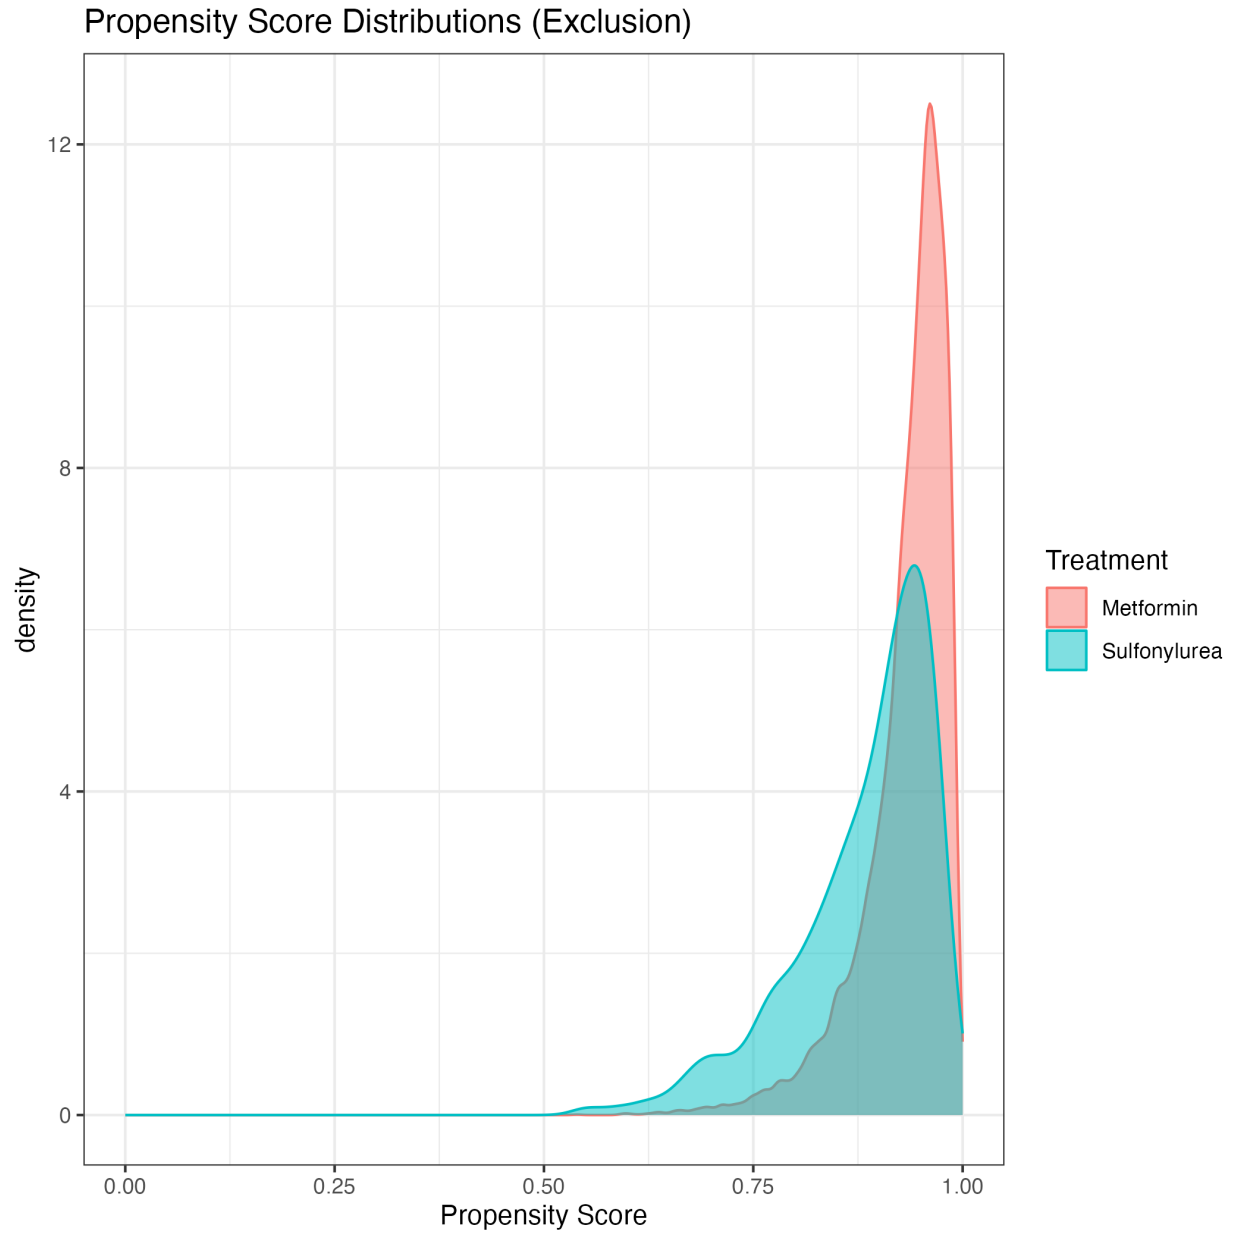 Propensity Score Distributions (Exclusion)
12
8
4
0
density
0.00 0.25 0.50 0.75 1.00
Propensity Score
Treatment
Metformin
Sulfonylurea